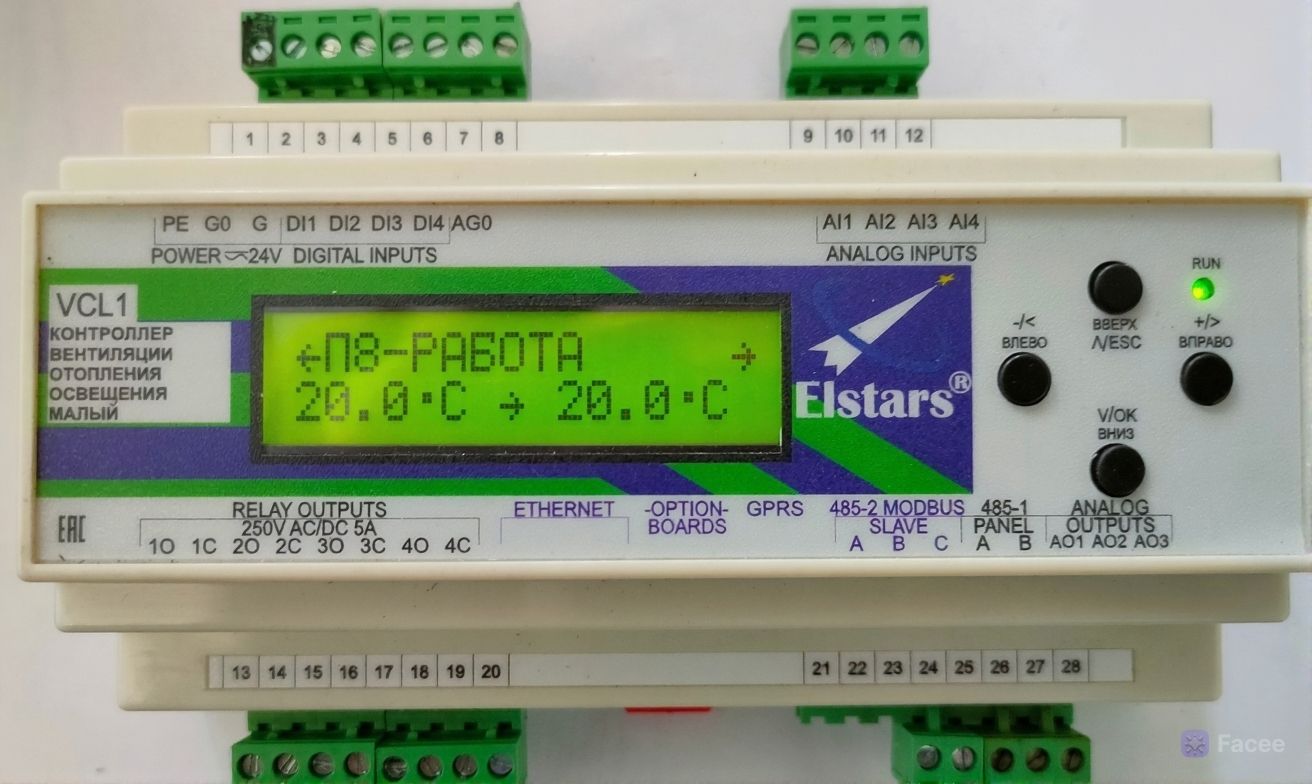 1 2 3 4 5 6 7 8
9 10 11 12
PE G0 G DI1 DI2 DI3 DI4 AG0
POWER 24V DIGITAL INPUTS
AI1 AI2 AI3 AI4
ANALOG INPUTS
VCL1
КОНТРОЛЛЕР
ВЕНТИЛЯЦИИ
ОТОПЛЕНИЯ
ОСВЕЩЕНИЯ
МАЛЫЙ
←П8-РАБОТА →
20.0·C → 20.0·C
Elstars®
RUN
ВВЕРХ
Λ/ESC
-/<
ВЛЕВО
+/>
ВПРАВО
V/OK
ВНИЗ
EAC
RELAY OUTPUTS
250V AC/DC 5A
1O 1C 2O 2C 3O 3C 4O 4C
ETHERNET
-OPTION-
BOARDS
GPRS
485-2 MODBUS
SLAVE
A B C
485-1
PANEL
A B
ANALOG
OUTPUTS
AO1 AO2 AO3
13 14 15 16 17 18 19 20
21 22 23 24 25 26 27 28
Facee